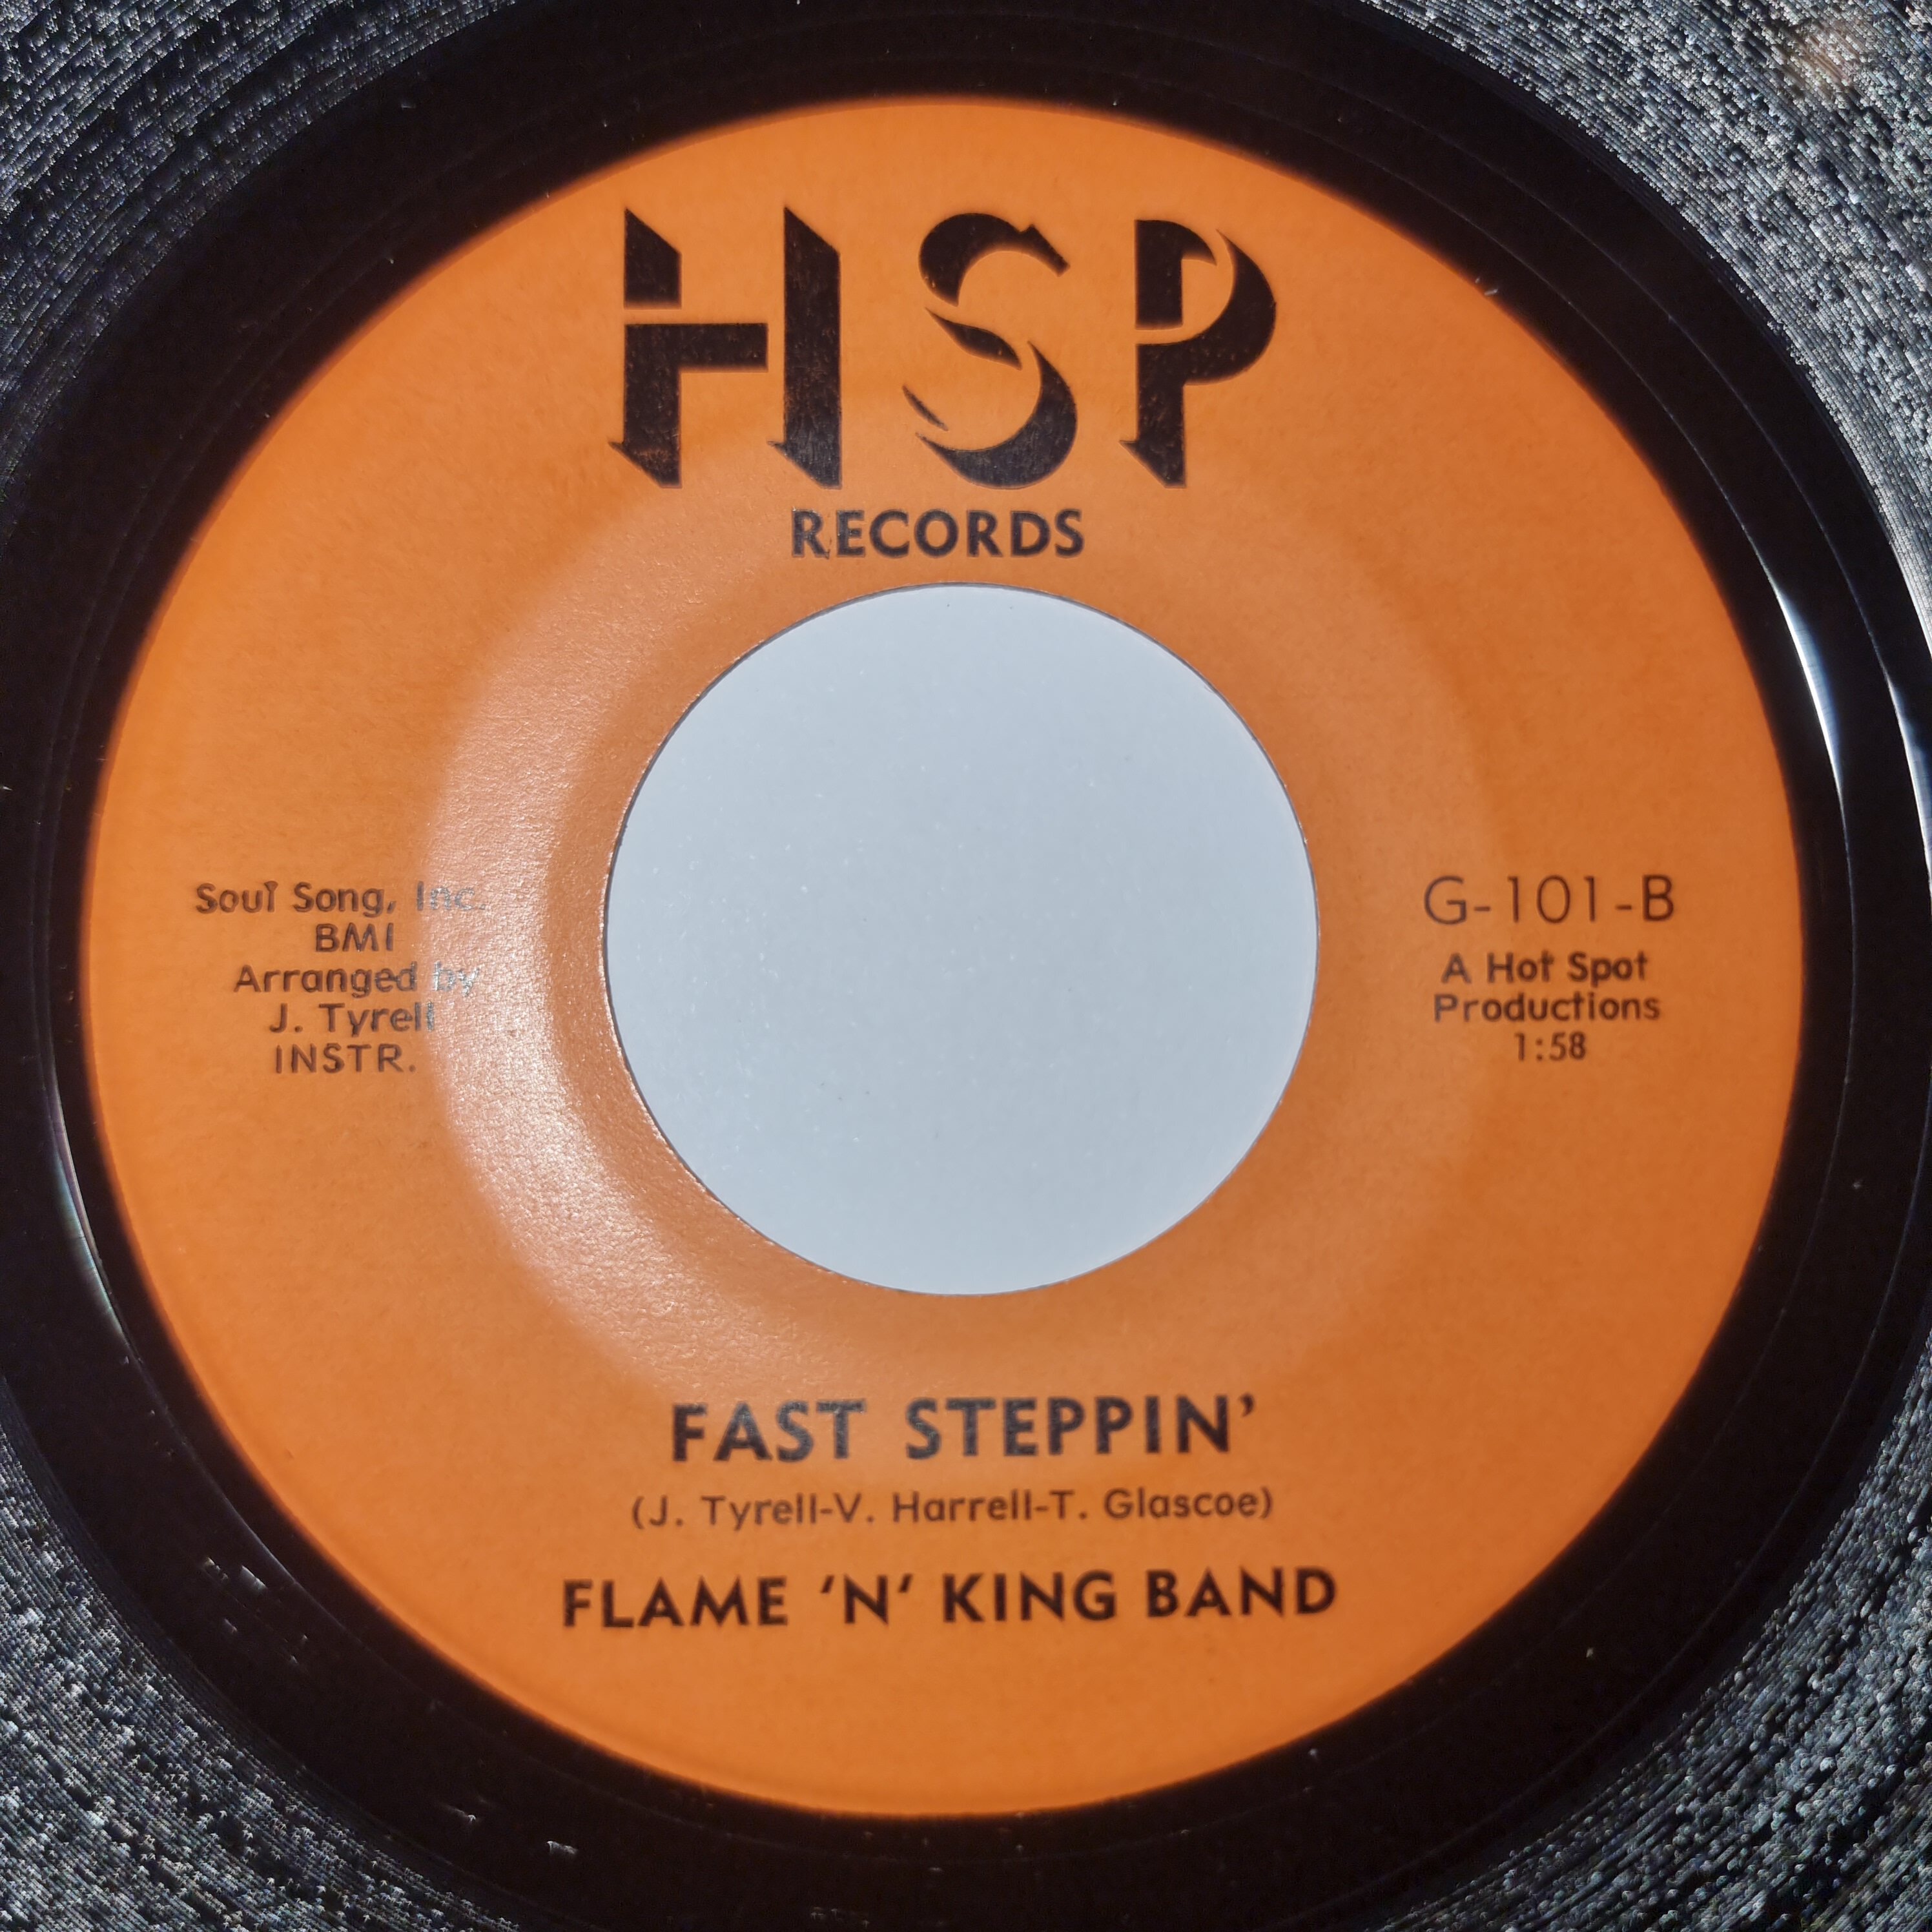 HSP
RECORDS
Soul Song, Inc.
BMI
Arranged by
J. Tyrell
INSTR.
G-101-B
A Hot Spot
Productions
1:58
FAST STEPPIN'
(J. Tyrell-V. Harrell-T. Glascoe)
FLAME 'N' KING BAND